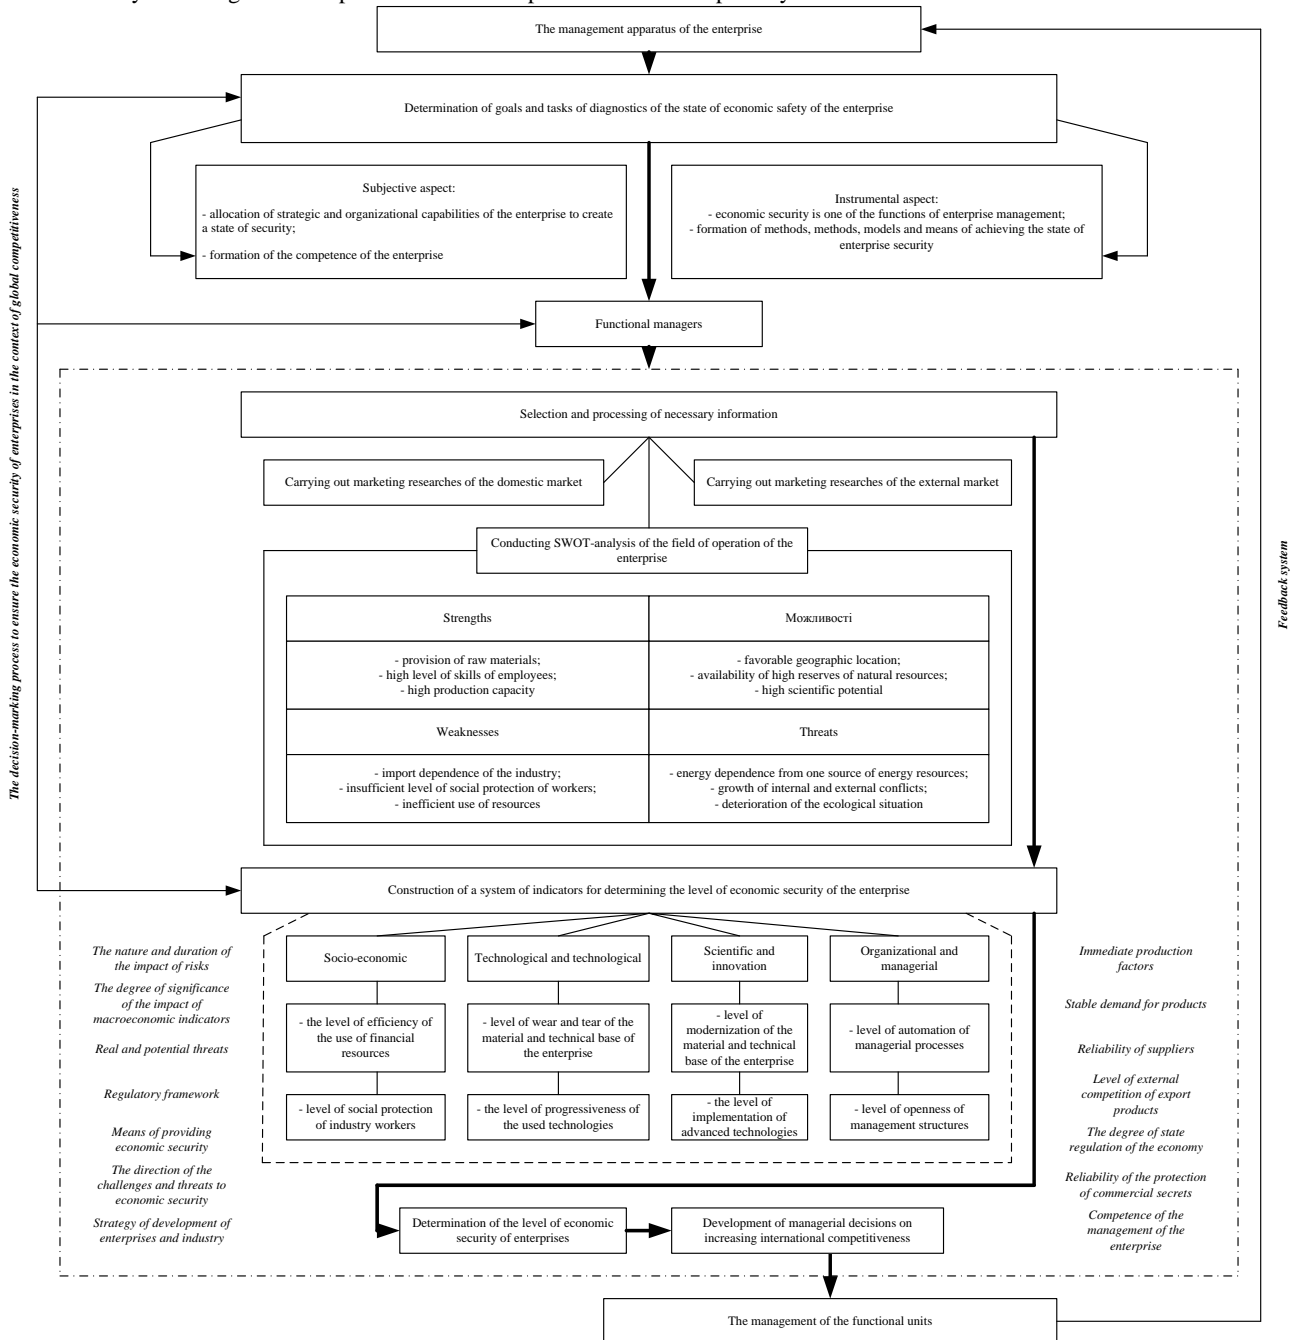 The management apparatus of the enterprise
Determination of goals and tasks of diagnostics of the state of economic safety of the enterprise
Subjective aspect:
- allocation of strategic and organizational capabilities of the enterprise to create
a state of security;
- formation of the competence of the enterprise
Instrumental aspect:
- economic security is one of the functions of enterprise management;
- formation of methods, methods, models and means of achieving the state of
enterprise security
Functional managers
The decision-marking process to ensure the economic security of enterprises in the context of global competitiveness
Feedback system
Selection and processing of necessary information
Carrying out marketing researches of the domestic market
Carrying out marketing researches of the external market
Conducting SWOT-analysis of the field of operation of the
enterprise
Strengths
Можливості
- provision of raw materials;
- high level of skills of employees;
- high production capacity
- favorable geographic location;
- availability of high reserves of natural resources;
- high scientific potential
Weaknesses
Threats
- import dependence of the industry;
- insufficient level of social protection of workers;
- inefficient use of resources
- energy dependence from one source of energy resources;
- growth of internal and external conflicts;
- deterioration of the ecological situation
Construction of a system of indicators for determining the level of economic security of the enterprise
The nature and duration of
the impact of risks
The degree of significance
of the impact of
macroeconomic indicators
Real and potential threats
Regulatory framework
Means of providing
economic security
The direction of the
challenges and threats to
economic security
Strategy of development of
enterprises and industry
Socio-economic
- the level of efficiency of
the use of financial
resources
- level of social protection
of industry workers
Technological and technological
- level of wear and tear of the
material and technical base of
the enterprise
- the level of progressiveness of
the used technologies
Scientific and
innovation
- level of
modernization of the
material and technical
base of the enterprise
- the level of
implementation of
advanced technologies
Organizational and
managerial
- level of automation of
managerial processes
- level of openness of
management structures
Immediate production
factors
Stable demand for products
Reliability of suppliers
Level of external
competition of export
products
The degree of state
regulation of the economy
Reliability of the protection
of commercial secrets
Competence of the
management of the
enterprise
Determination of the level of economic
security of enterprises
Development of managerial decisions on
increasing international competitiveness
The management of the functional units